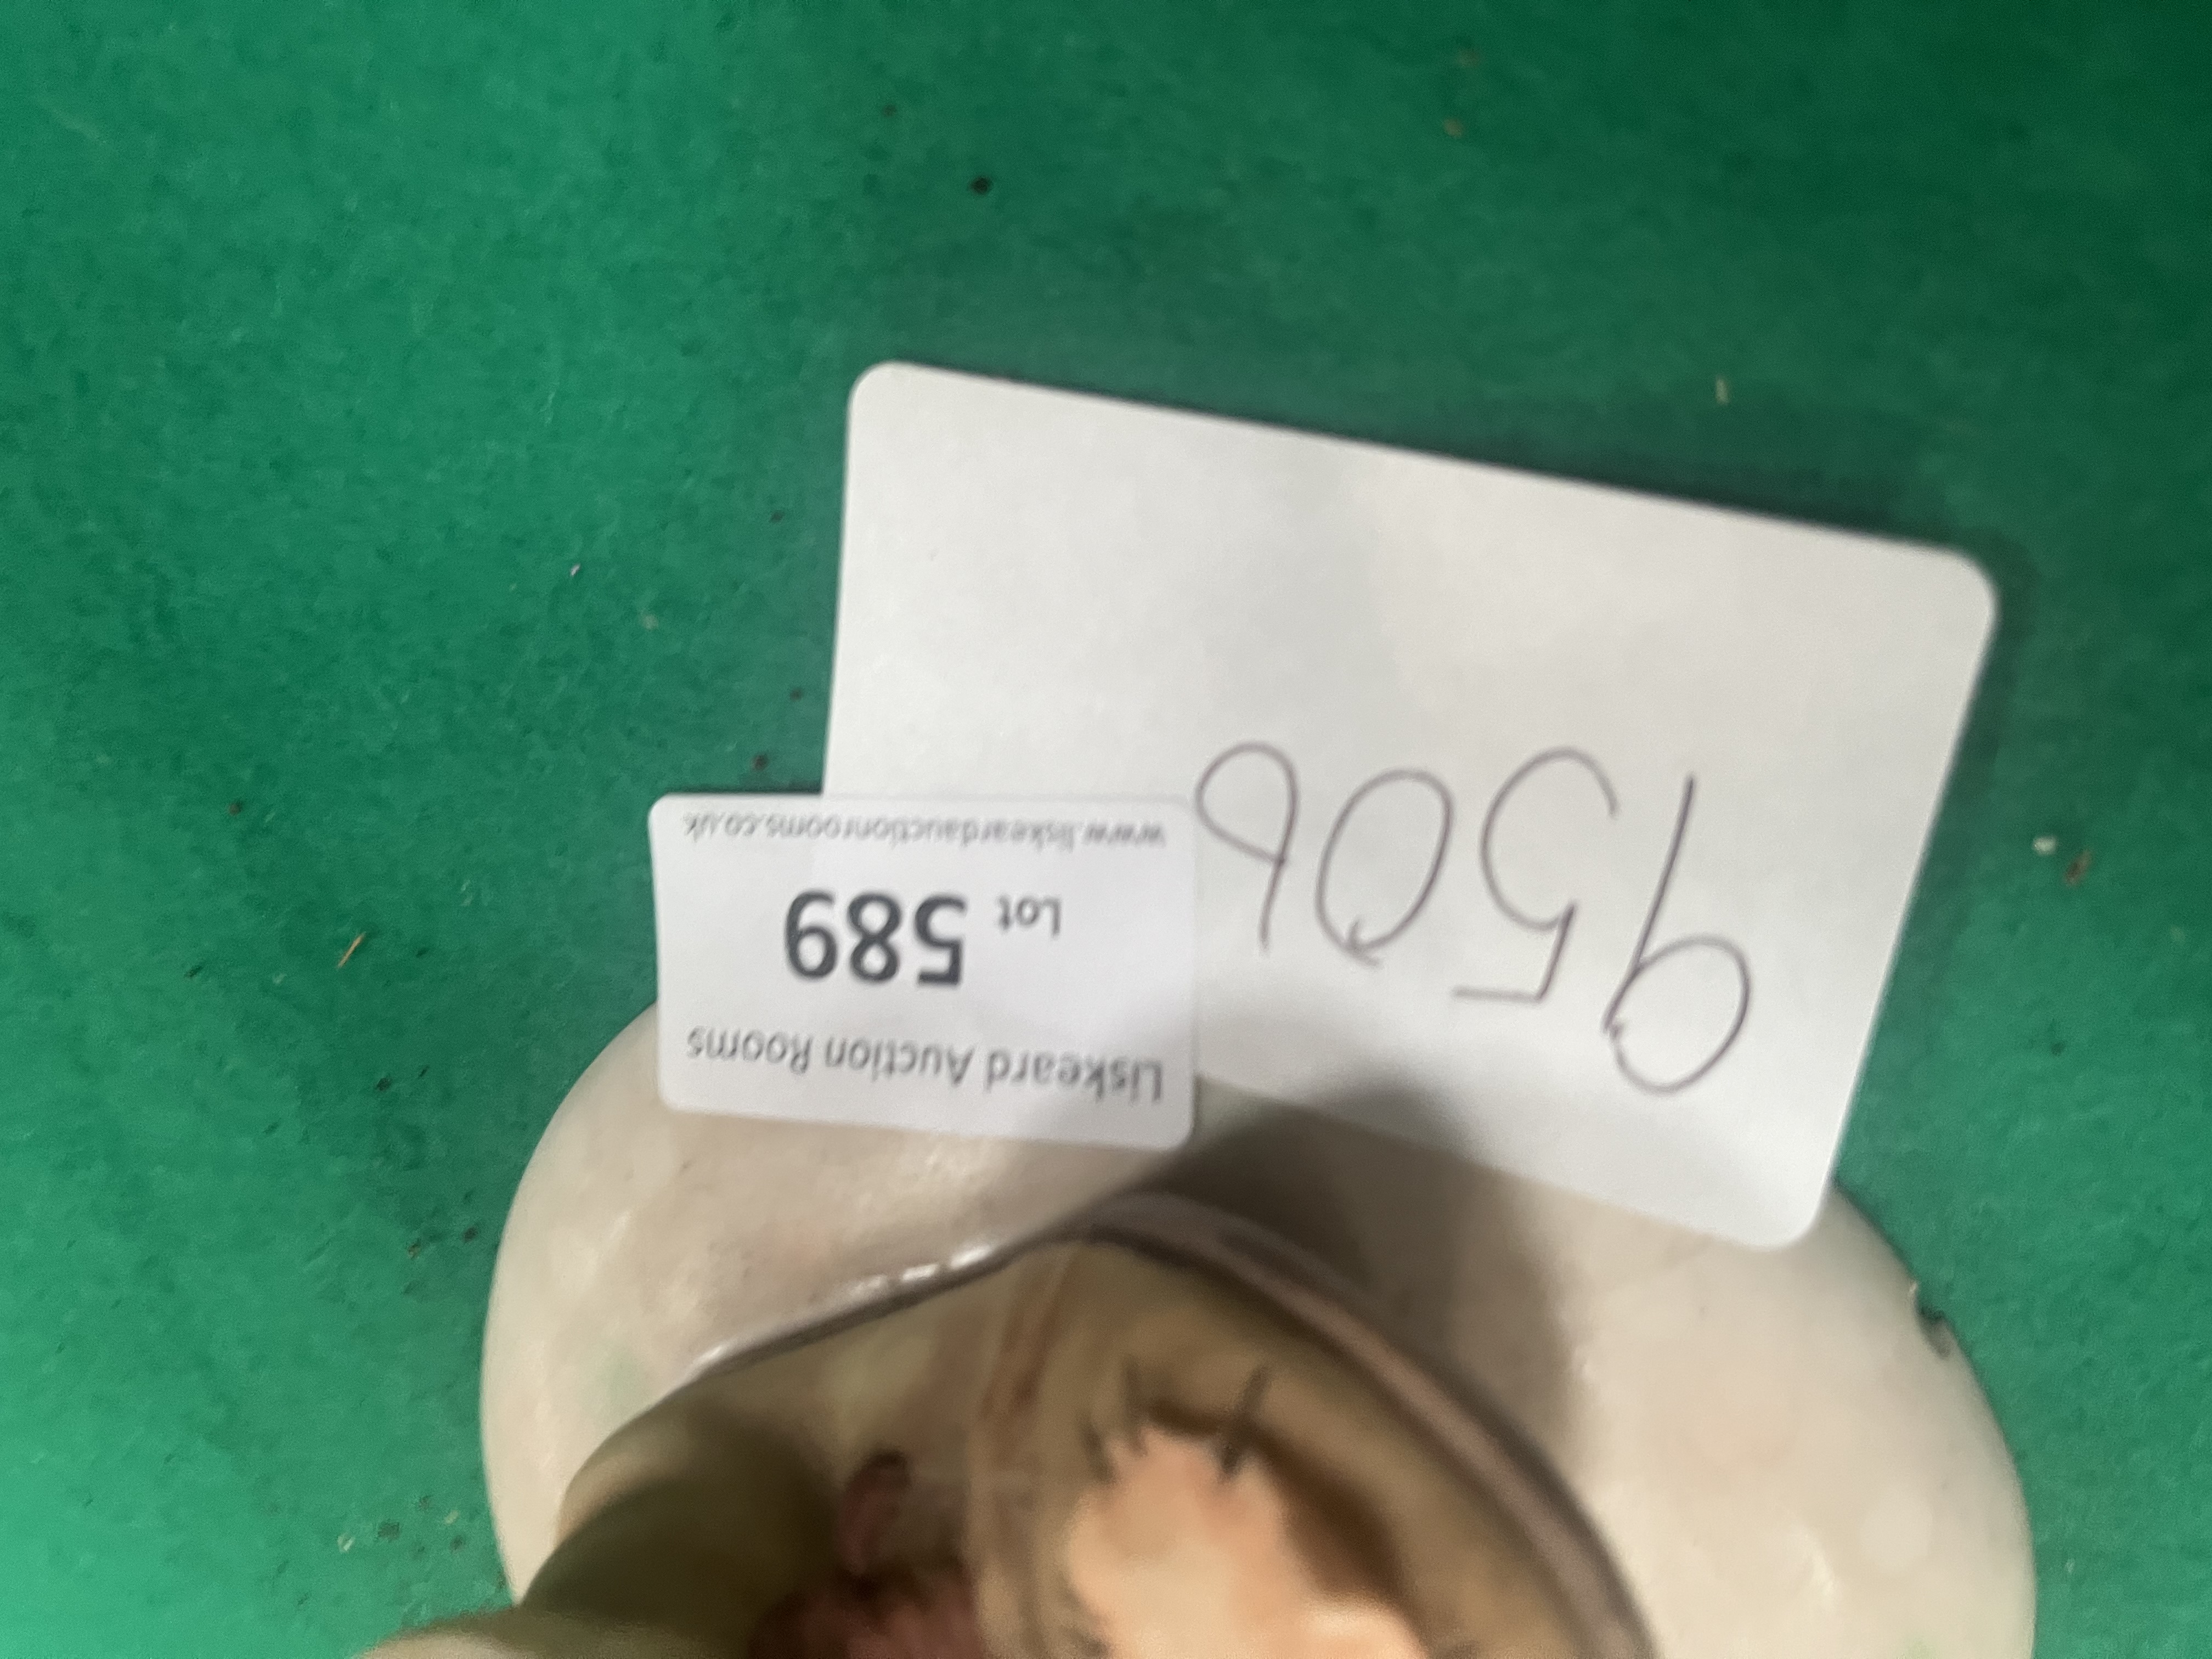 9506
Liskeard Auction Rooms
Lot 589
www.liskeardauctionrooms.co.uk